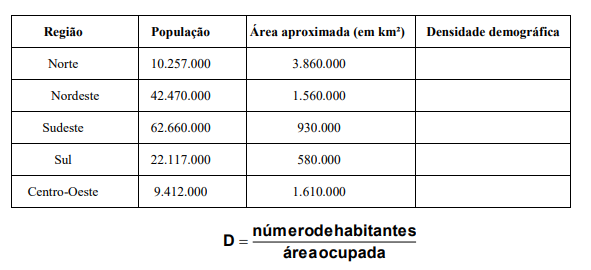 Região População Área aproximada (em km²) Densidade demográfica
Norte 10.257.000 3.860.000
Nordeste 42.470.000 1.560.000
Sudeste 62.660.000 930.000
Sul 22.117.000 580.000
Centro-Oeste 9.412.000 1.610.000
D = númerodehabitantes
áreaocupada